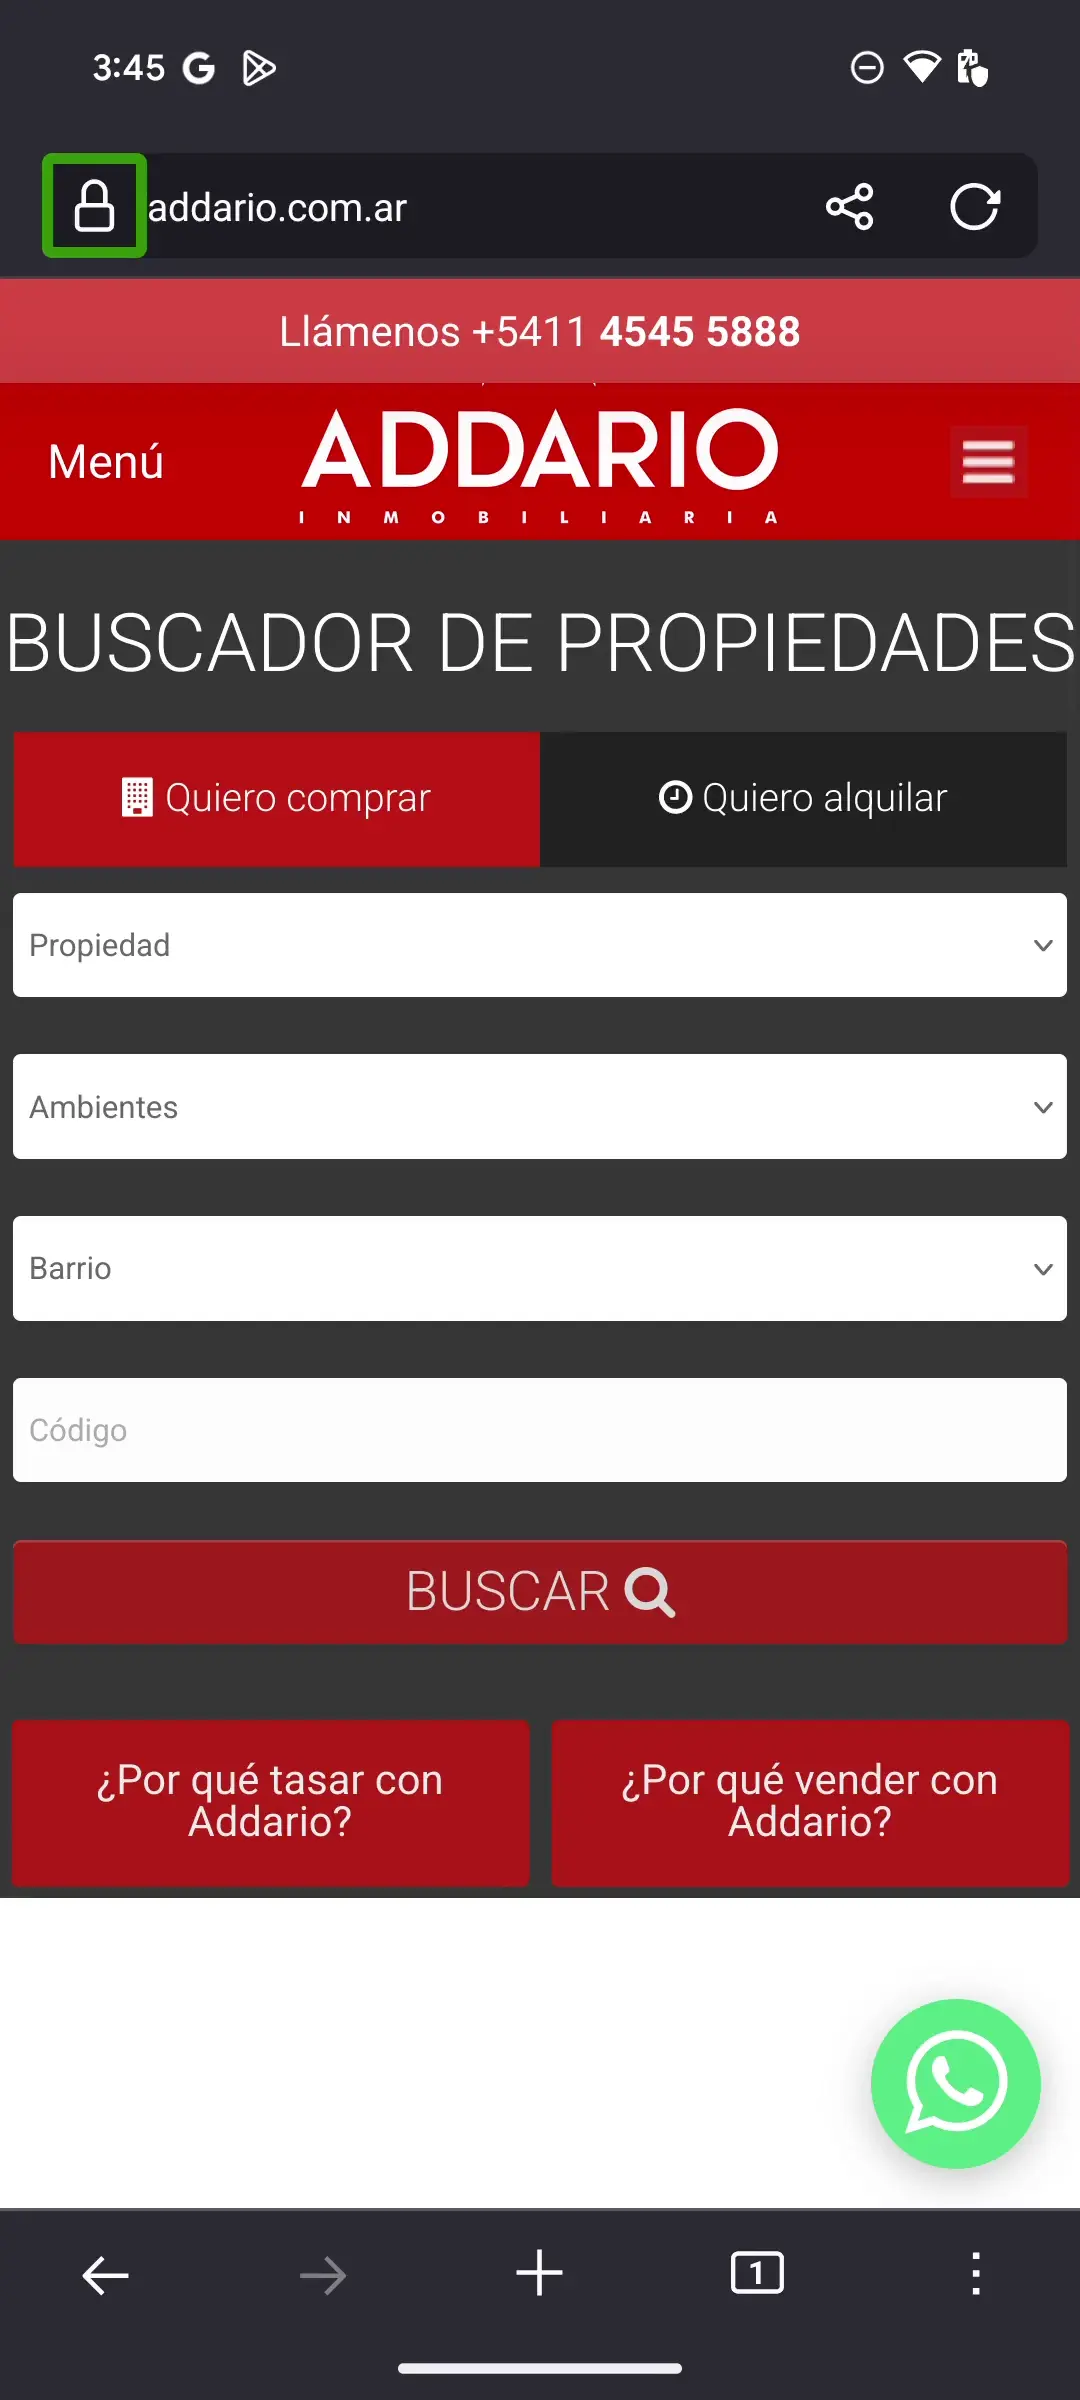 3:45
addario.com.ar
Llámenos +5411 4545 5888
Menú
ADDARIO
INMOBILIARIA
BUSCADOR DE PROPIEDADES
Quiero comprar
Quiero alquilar
Propiedad
Ambientes
Barrio
Código
BUSCAR
¿Por qué tasar con
Addario?
¿Por qué vender con
Addario?
1